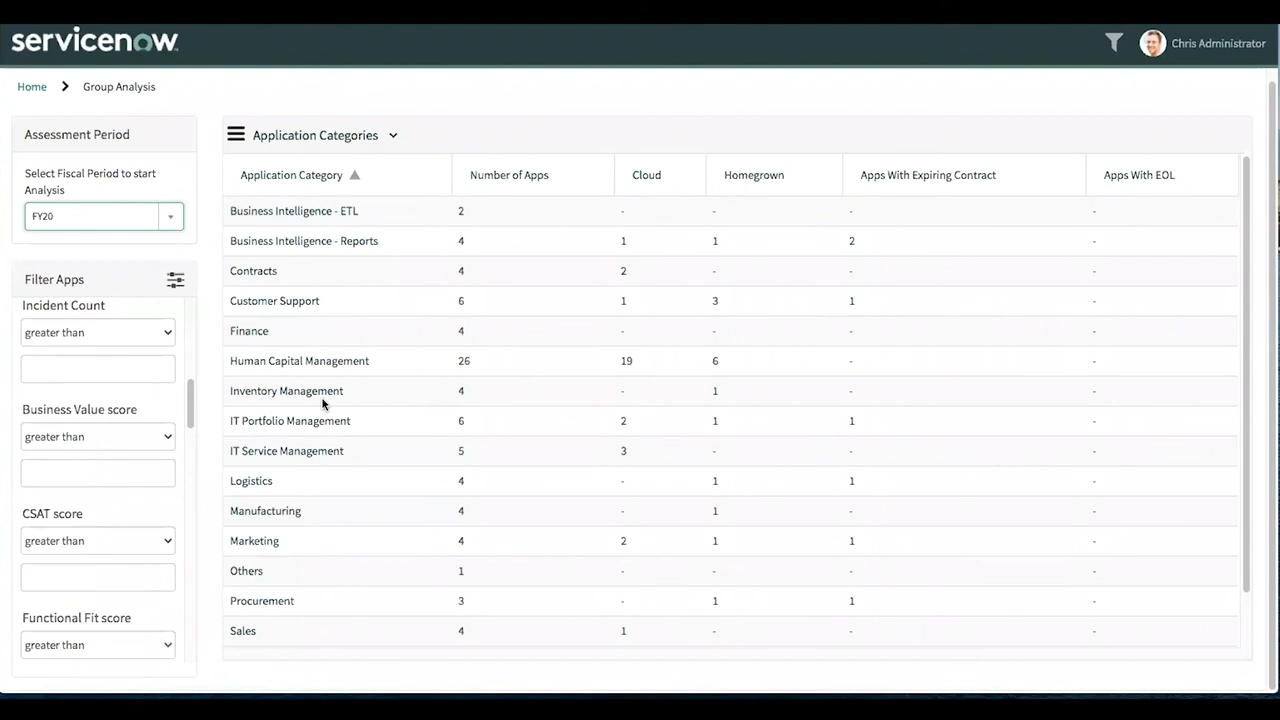 servicenow.
Chris Administrator
Home > Group Analysis
Assessment Period
Select Fiscal Period to start
Analysis
FY20
Filter Apps
Incident Count
greater than
Business Value score
greater than
CSAT score
greater than
Functional Fit score
greater than
Application Categories
Application Category Number of Apps Cloud Homegrown Apps With Expiring Contract Apps With EOL
Business Intelligence - ETL 2 - - - -
Business Intelligence - Reports 4 1 1 2 -
Contracts 4 2 - - -
Customer Support 6 1 3 1 -
Finance 4 - - - -
Human Capital Management 26 19 6 - -
Inventory Management 4 - 1 - -
IT Portfolio Management 6 2 1 1 -
IT Service Management 5 3 - - -
Logistics 4 - 1 1 -
Manufacturing 4 - 1 - -
Marketing 4 2 1 1 -
Others 1 - - - -
Procurement 3 - 1 1 -
Sales 4 1 - - -